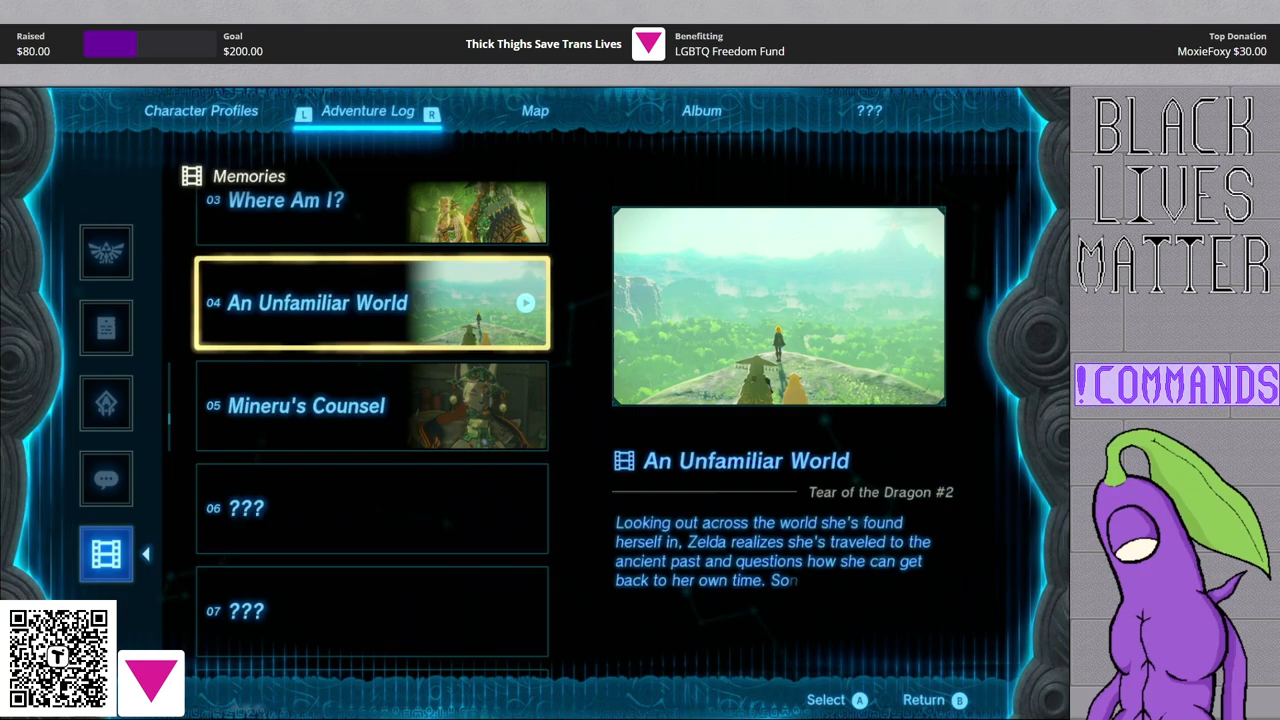 Raised
$80.00
Goal
$200.00
Thick Thighs Save Trans Lives
Benefitting
LGBTQ Freedom Fund
Top Donation
MoxieFoxy $30.00
Character Profiles
L
Adventure Log
R
Map
Album
???
Memories
03 Where Am I?
04 An Unfamiliar World
05 Mineru's Counsel
06 ???
07 ???
An Unfamiliar World
Tear of the Dragon #2
Looking out across the world she's found
herself in, Zelda realizes she's traveled to the
ancient past and questions how she can get
back to her own time. Son
Select A
Return B
BLACK
LIVES
MATTER
!COMMANDS
T